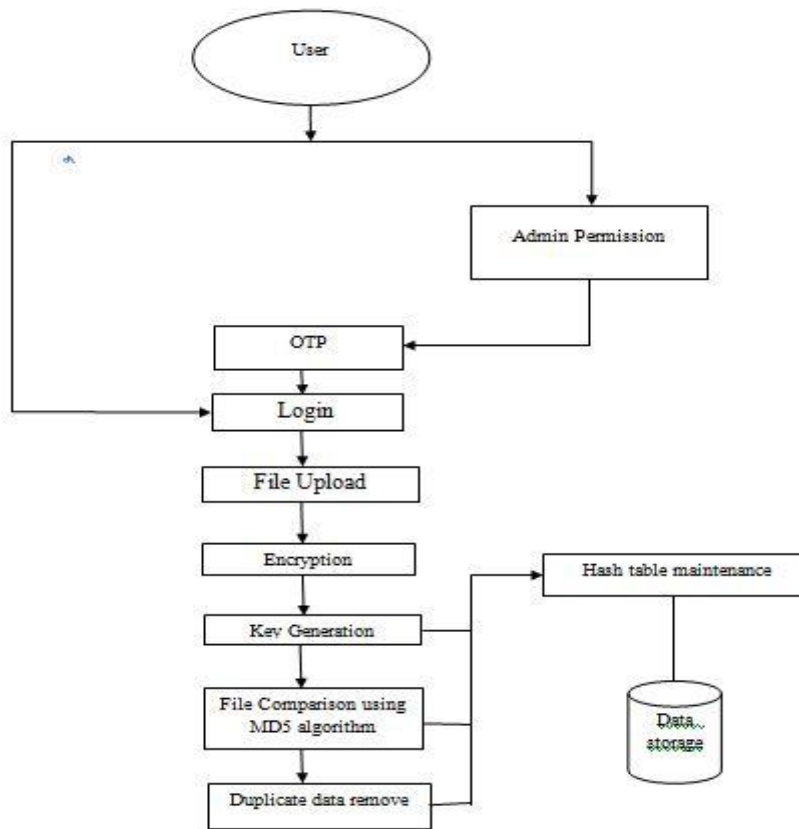 User
Admin Permission
OTP
Login
File Upload
Encryption
Hash table maintenance
Key Generation
File Comparison using
MD5 algorithm
Data
storage
Duplicate data remove